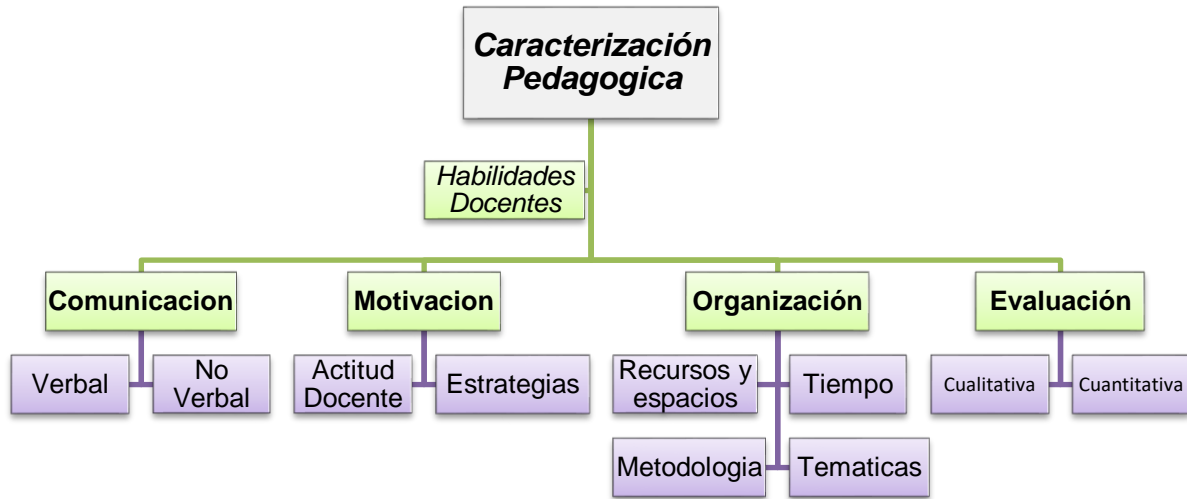 Caracterización
Pedagogica
Habilidades
Docentes
Comunicacion
Motivacion
Organización
Evaluación
Verbal
No
Verbal
Actitud
Docente
Estrategias
Recursos y
espacios
Tiempo
Cualitativa
Cuantitativa
Metodologia
Tematicas